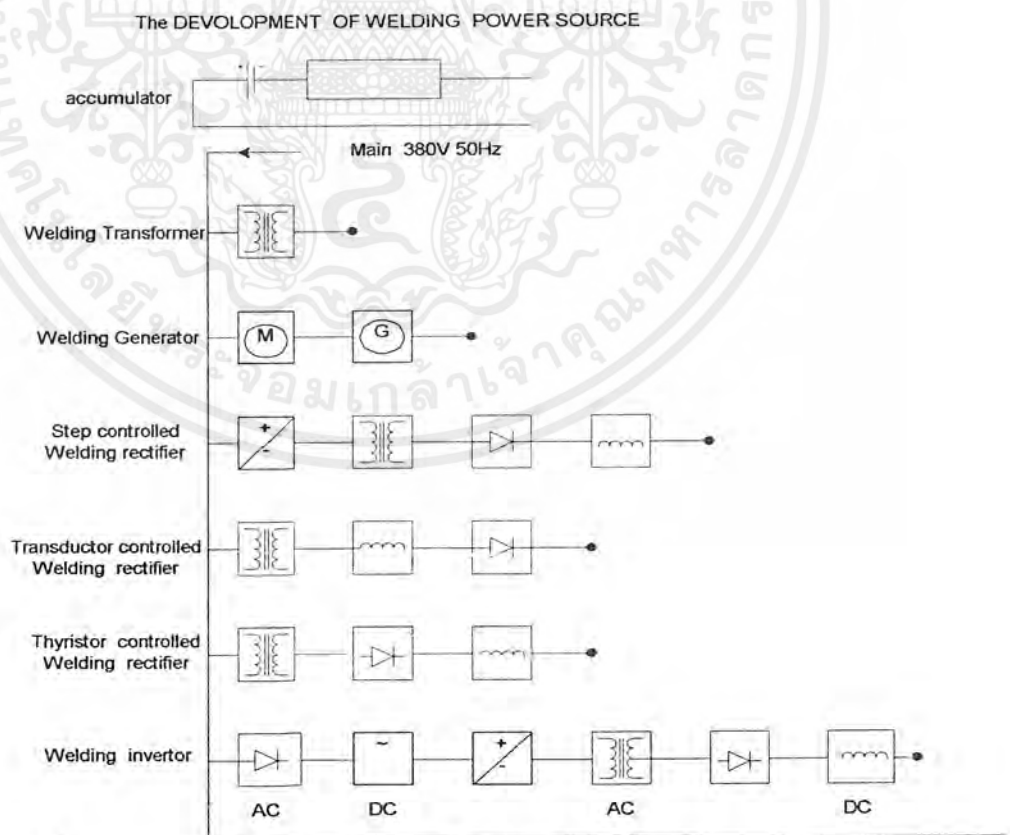 The DEVOLOPMENT OF WELDING POWER SOURCE
accumulator
+ -
Main 380V 50Hz
Welding Transformer
Welding Generator
M
G
Step controlled
Welding rectifier
+
-
Transductor controlled
Welding rectifier
Thyristor controlled
Welding rectifier
Welding invertor
~
+
-
AC
DC
AC
DC